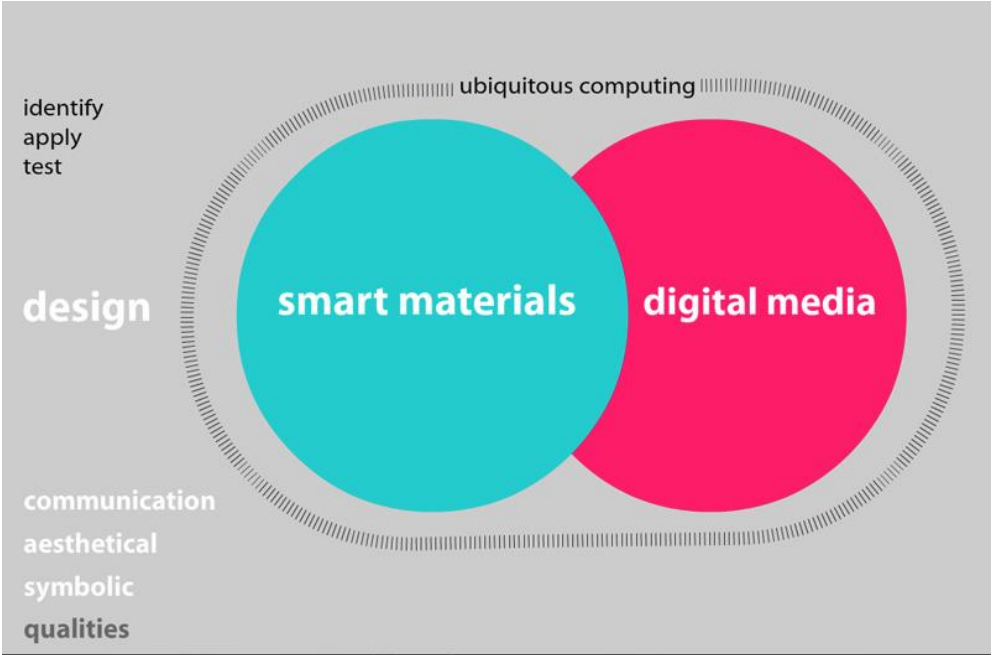 ubiquitous computing
identify
apply
test
design
smart materials
digital media
communication
aesthetical
symbolic
qualities